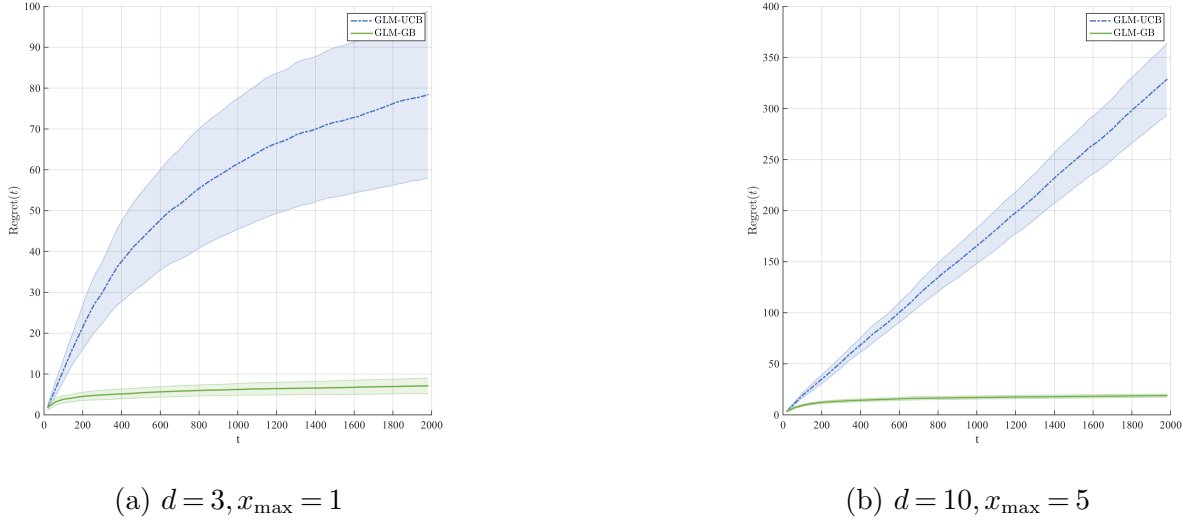 100
90
80
70
60
50
40
30
20
10
0
Regret(t)
0 200 400 600 800 1000 1200 1400 1600 1800 2000
t
GLM-UCB
GLM-GB
(a) d = 3, x_max = 1
400
350
300
250
200
150
100
50
0
Regret(t)
0 200 400 600 800 1000 1200 1400 1600 1800 2000
t
GLM-UCB
GLM-GB
(b) d = 10, x_max = 5